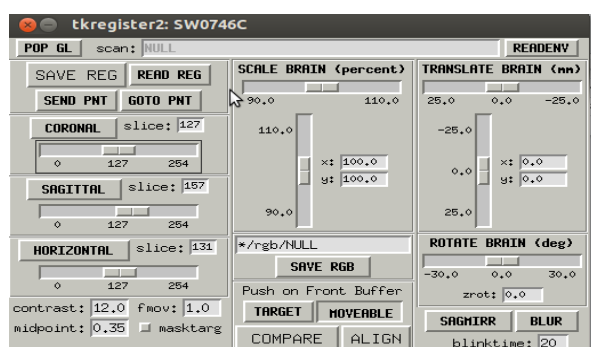 tkregister2: SW0746C
POP GL scan: NULL READENV
SAVE REG READ REG
SEND PNT GOTO PNT
CORONAL slice: 127
0 127 254
SAGITTAL slice: 157
0 127 254
HORIZONTAL slice: 131
0 127 254
contrast: 12.0 fmov: 1.0
midpoint: 0.35 masktarg
SCALE BRAIN (percent)
90.0 110.0
110.0
x: 100.0
y: 100.0
90.0
*/rgb/NULL
SAVE RGB
Push on Front Buffer
TARGET MOVEABLE
COMPARE ALIGN
TRANSLATE BRAIN (mm)
25.0 0.0 -25.0
-25.0
x: 0.0
0.0
y: 0.0
25.0
ROTATE BRAIN (deg)
-30.0 0.0 30.0
zrot: 0.0
SAGMIRR BLUR
blinktime: 20